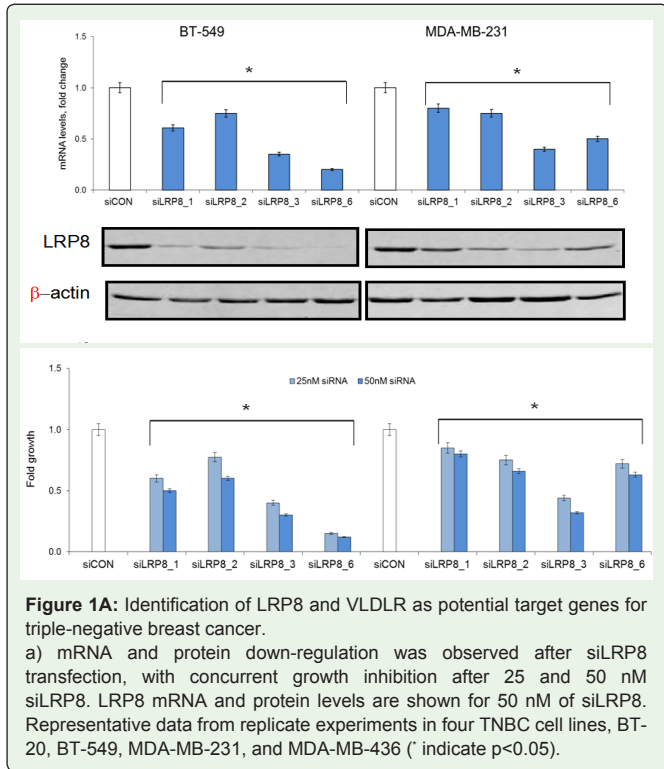 BT-549 MDA-MB-231
1.5
* *
1.0
0.5
0.0
mRNA levels, fold change
siCON siLRP8_1 siLRP8_2 siLRP8_3 siLRP8_6 siCON siLRP8_1 siLRP8_2 siLRP8_3 siLRP8_6
LRP8
β–actin
1.5
25nM siRNA 50nM siRNA
* *
1.0
0.5
0.0
Fold growth
siCON siLRP8_1 siLRP8_2 siLRP8_3 siLRP8_6 siCON siLRP8_1 siLRP8_2 siLRP8_3 siLRP8_6
Figure 1A: Identification of LRP8 and VLDLR as potential target genes for
triple-negative breast cancer.
a) mRNA and protein down-regulation was observed after siLRP8
transfection, with concurrent growth inhibition after 25 and 50 nM
siLRP8. LRP8 mRNA and protein levels are shown for 50 nM of siLRP8.
Representative data from replicate experiments in four TNBC cell lines, BT-
20, BT-549, MDA-MB-231, and MDA-MB-436 (* indicate p<0.05).